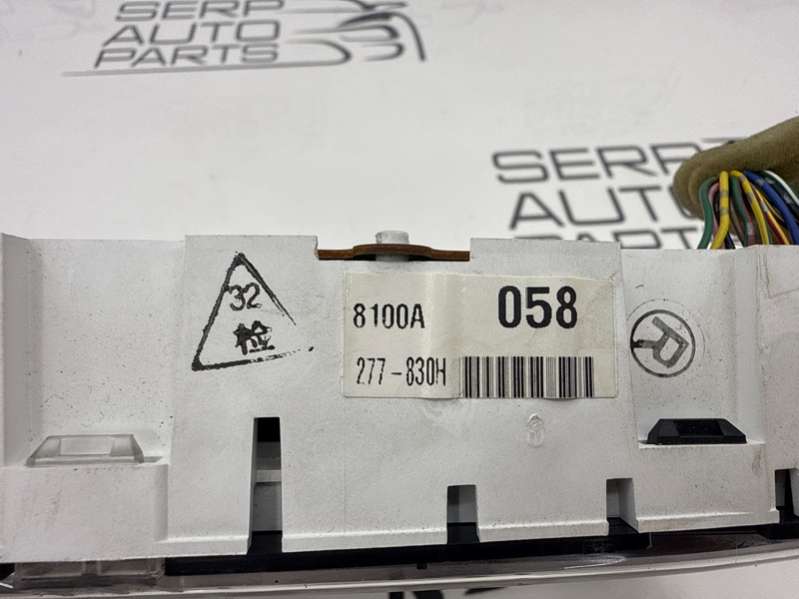 SERP
AUTO
PARTS
SERP
AUTO
PARTS
32
検
8100A
058
277-830H
R